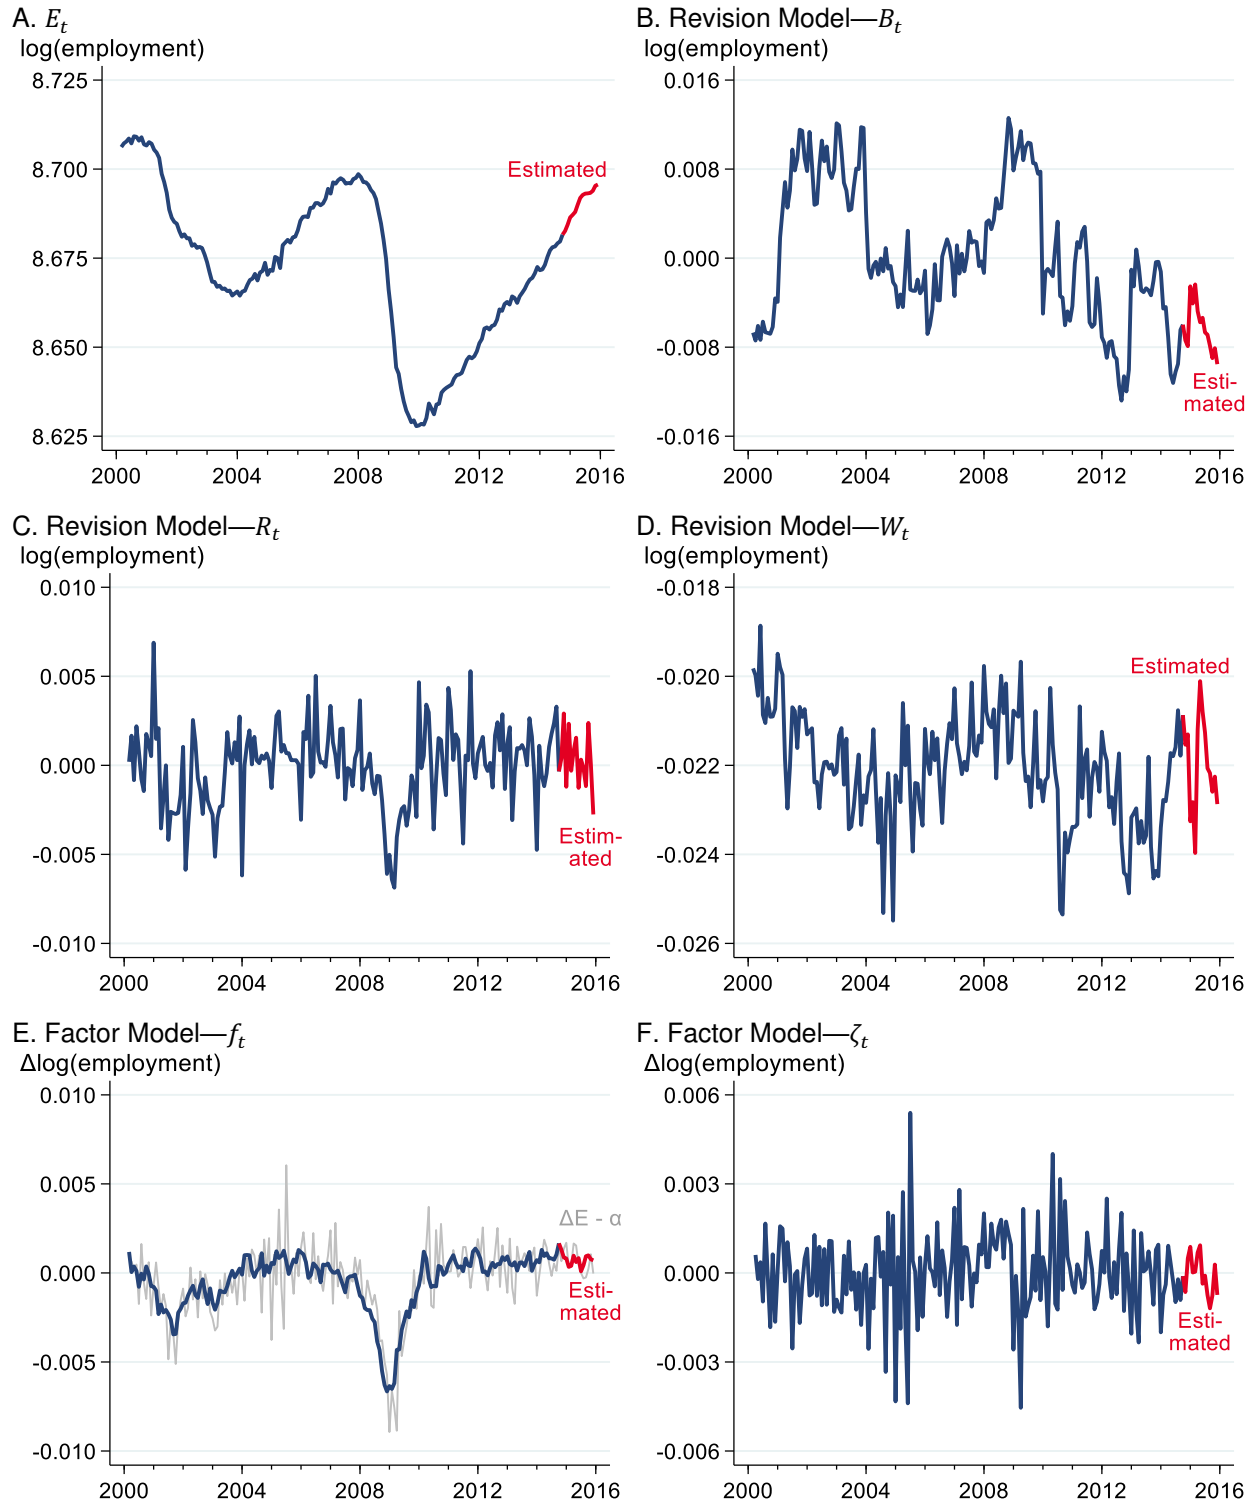 A. Eₜ
log(employment)
8.725
8.700
8.675
8.650
8.625
Estimated
2000 2004 2008 2012 2016
B. Revision Model—Bₜ
log(employment)
0.016
0.008
0.000
-0.008
-0.016
Esti-
mated
2000 2004 2008 2012 2016
C. Revision Model—Rₜ
log(employment)
0.010
0.005
0.000
-0.005
-0.010
Estim-
ated
2000 2004 2008 2012 2016
D. Revision Model—Wₜ
log(employment)
-0.018
-0.020
-0.022
-0.024
-0.026
Estimated
2000 2004 2008 2012 2016
E. Factor Model—fₜ
Δlog(employment)
0.010
0.005
0.000
-0.005
-0.010
ΔE - α
Esti-
mated
2000 2004 2008 2012 2016
F. Factor Model—ζₜ
Δlog(employment)
0.006
0.003
0.000
-0.003
-0.006
Esti-
mated
2000 2004 2008 2012 2016